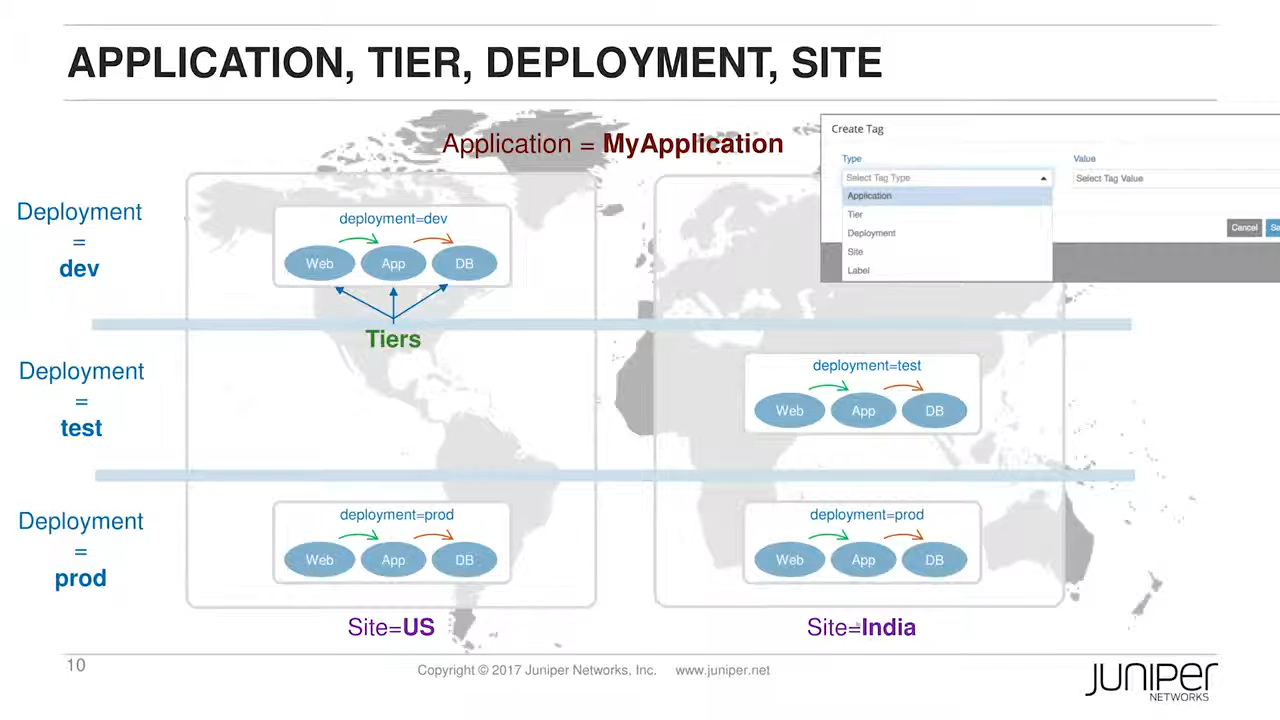 APPLICATION, TIER, DEPLOYMENT, SITE
Application = MyApplication
Create Tag
Type
Value
Select Tag Type
Select Tag Value
Application
Tier
Deployment
Site
Label
Cancel
Deployment
=
dev
deployment=dev
Web
App
DB
Tiers
Deployment
=
test
deployment=test
Web
App
DB
Deployment
=
prod
deployment=prod
Web
App
DB
deployment=prod
Web
App
DB
Site=US
Site=India
10
Copyright © 2017 Juniper Networks, Inc. www.juniper.net
JUNIPER
NETWORKS